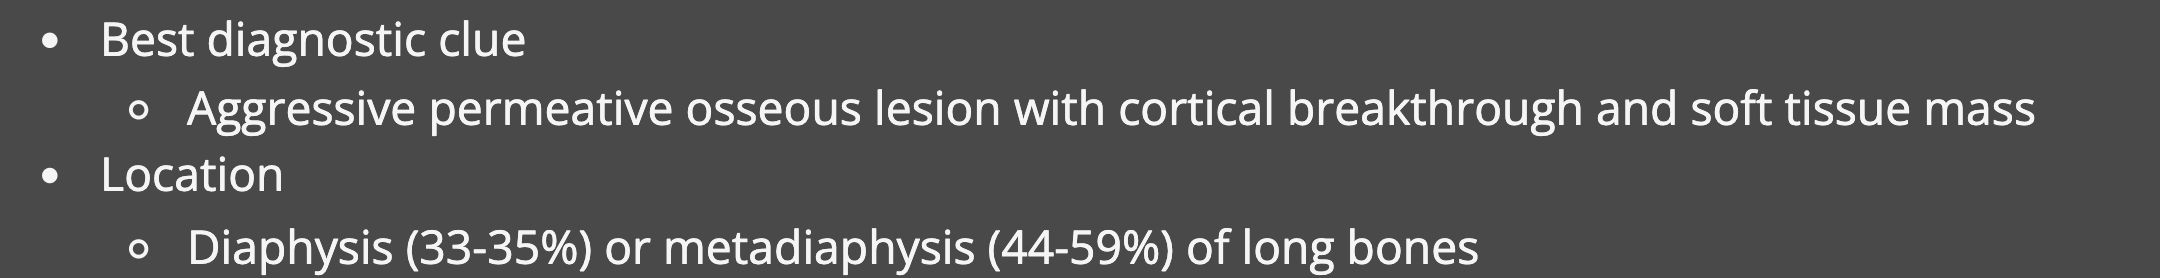 • Best diagnostic clue
◦ Aggressive permeative osseous lesion with cortical breakthrough and soft tissue mass
• Location
◦ Diaphysis (33-35%) or metadiaphysis (44-59%) of long bones